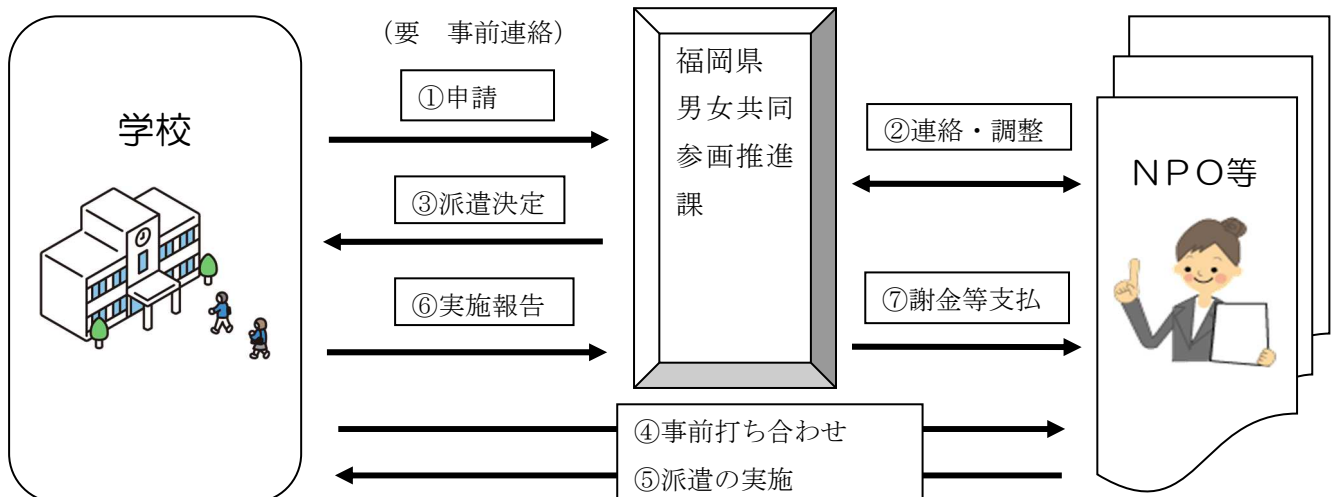 学校
（要　事前連絡）
①申請
③派遣決定
⑥実施報告
福岡県
男女共同
参画推進
課
②連絡・調整
⑦謝金等支払
ＮＰＯ等
④事前打ち合わせ
⑤派遣の実施